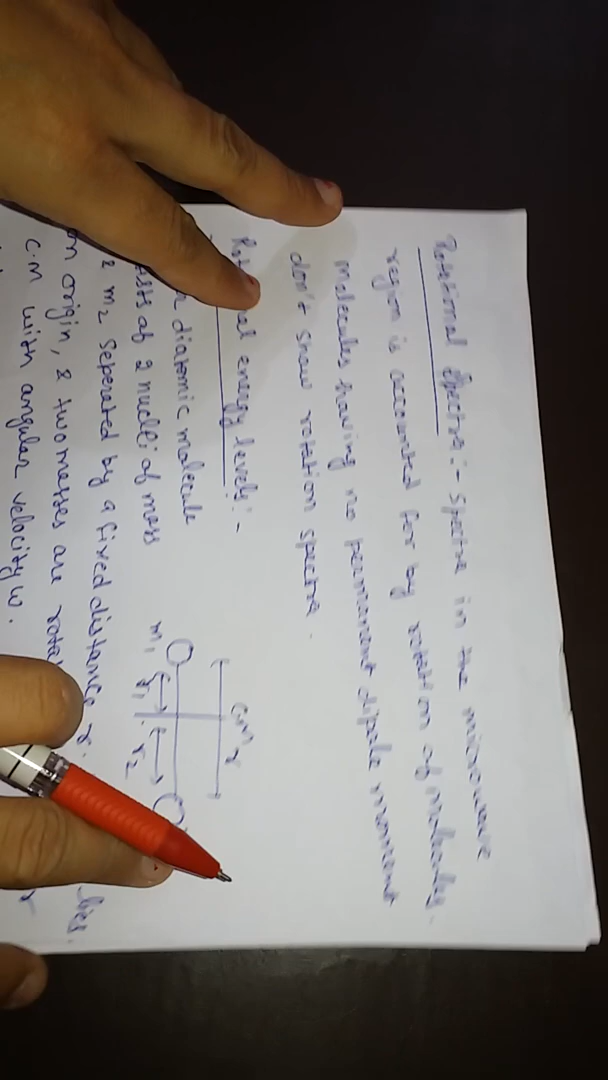 Rotational Spectra:- Spectra in the microwave
region is accounted for by rotation of molecules.
Molecules having no permanent dipole moment
don't show rotation spectra.
energy levels:-
diatomic molecule
of 2 nuclei of mass
& m2 seperated by a fixed distance r.
origin, & two masses are
C.M with angular velocity w.
C.M r
m1 r1 r2
lies.